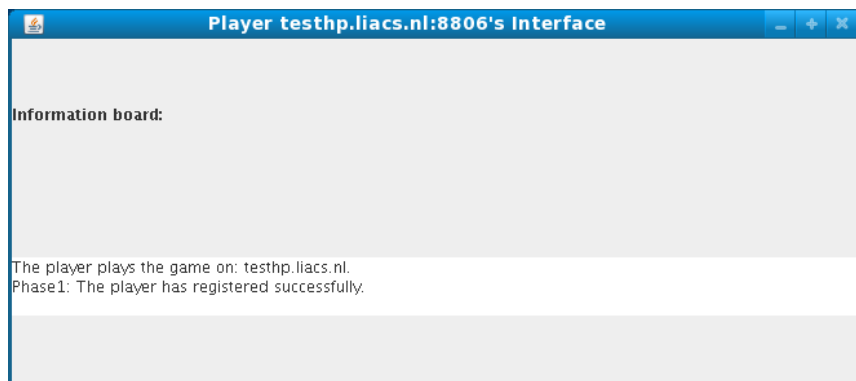 Player testhp.liacs.nl:8806's Interface
Information board:
The player plays the game on: testhp.liacs.nl.
Phase1: The player has registered successfully.